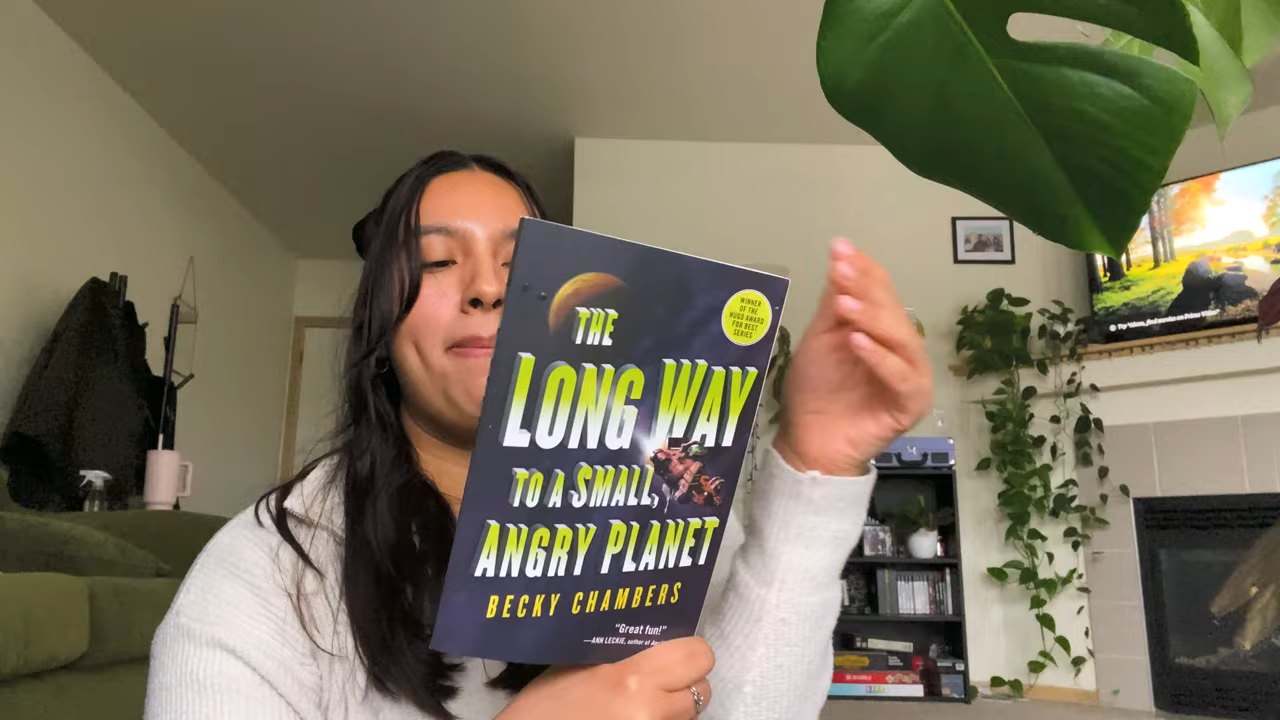 WINNER
OF THE
HUGO AWARD
FOR BEST
SERIES
THE
LONG WAY
TO A SMALL,
ANGRY PLANET
BECKY CHAMBERS
"Great fun!"
—ANN LECKIE, author of